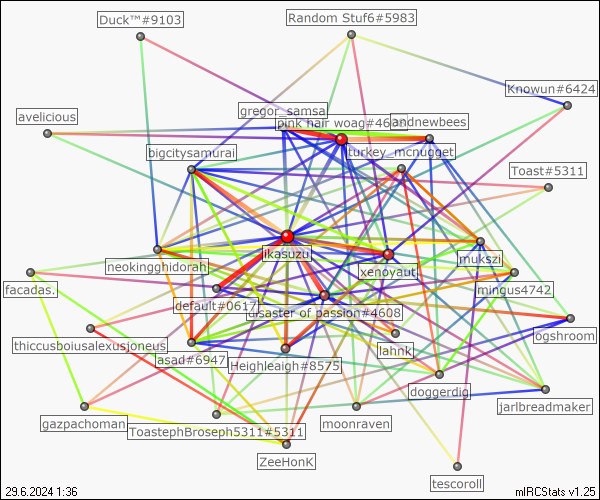 Duck™#9103
Random Stuf6#5983
Knowun#6424
gregor_samsa
avelicious
pink hair woag#4649
andnewbees
bigcitysamurai
turkey_mcnugget
Toast#5311
ikasuzu
mukszi
neokingghidorah
xenoyaut
facadas.
mingus4742
default#0617
disaster of passion#4608
ogshroom
thiccusboiusalexusjoneus
lahnk
asad#6947
Heighleigh#8575
doggerdig
jarlbreadmaker
gazpachoman
ToastephBroseph5311#5311
moonraven
ZeeHonK
tescoroll
29.6.2024 1:36
mIRCStats v1.25